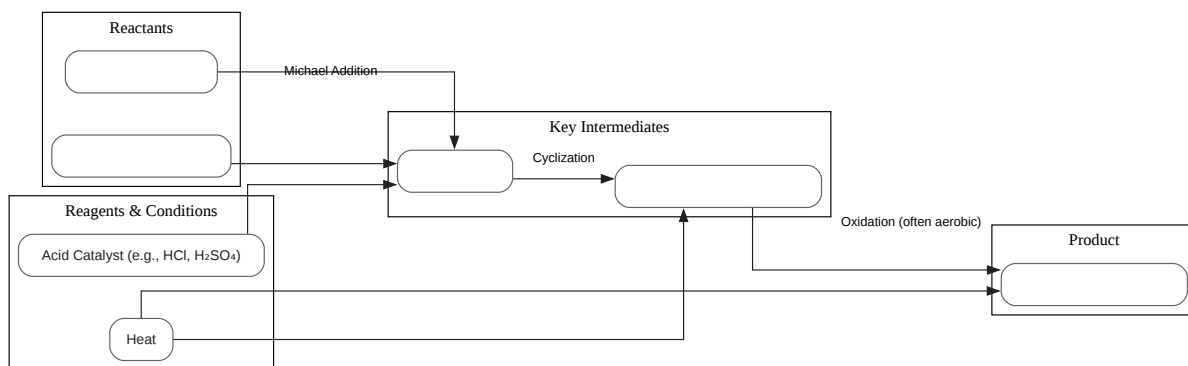 Reactants
Michael Addition
Key Intermediates
Cyclization
Reagents & Conditions
Acid Catalyst (e.g., HCl, H₂SO₄)
Oxidation (often aerobic)
Product
Heat